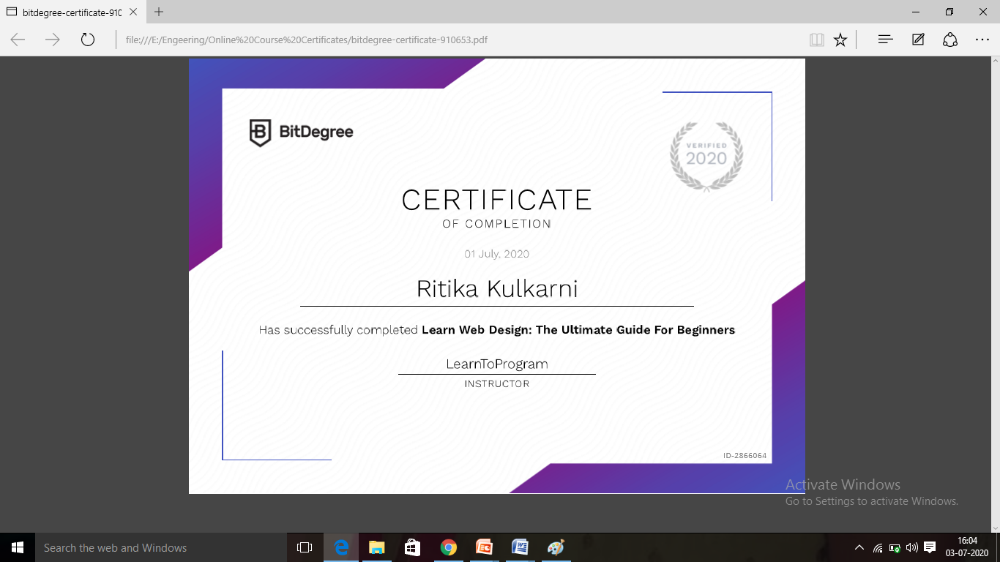 bitdegree-certificate-910
file:///E:/Engeering/Online%20Course%20Certificates/bitdegree-certificate-910653.pdf
B BitDegree
VERIFIED
2020
CERTIFICATE
OF COMPLETION
01 July, 2020
Ritika Kulkarni
Has successfully completed Learn Web Design: The Ultimate Guide For Beginners
LearnToProgram
INSTRUCTOR
ID-2866064
Activate Windows
Go to Settings to activate Windows.
Search the web and Windows
16:04
03-07-2020